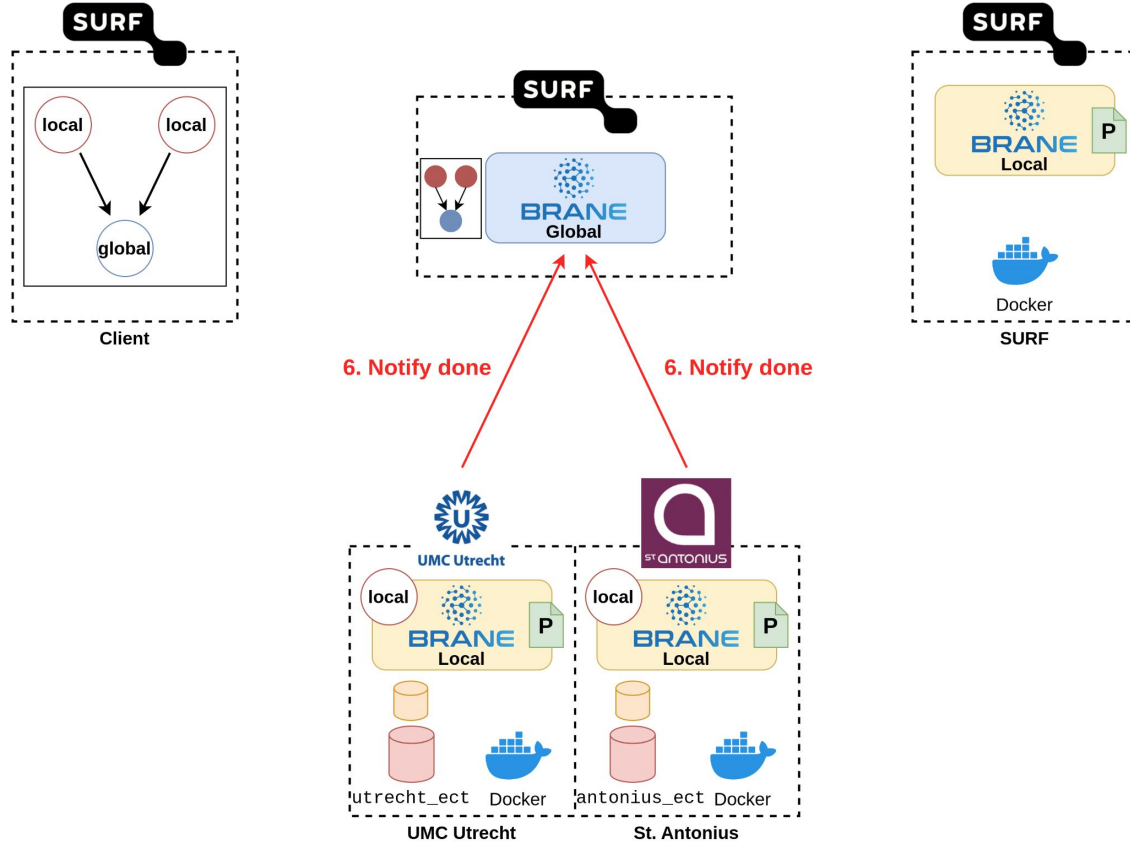 SURF
local
local
global
Client
SURF
BRANE
Global
SURF
BRANE
Local
P
Docker
SURF
6. Notify done
6. Notify done
U
UMC Utrecht
local
BRANE
Local
P
utrecht_ect
Docker
UMC Utrecht
ST ANTONIUS
local
BRANE
Local
P
antonius_ect
Docker
St. Antonius